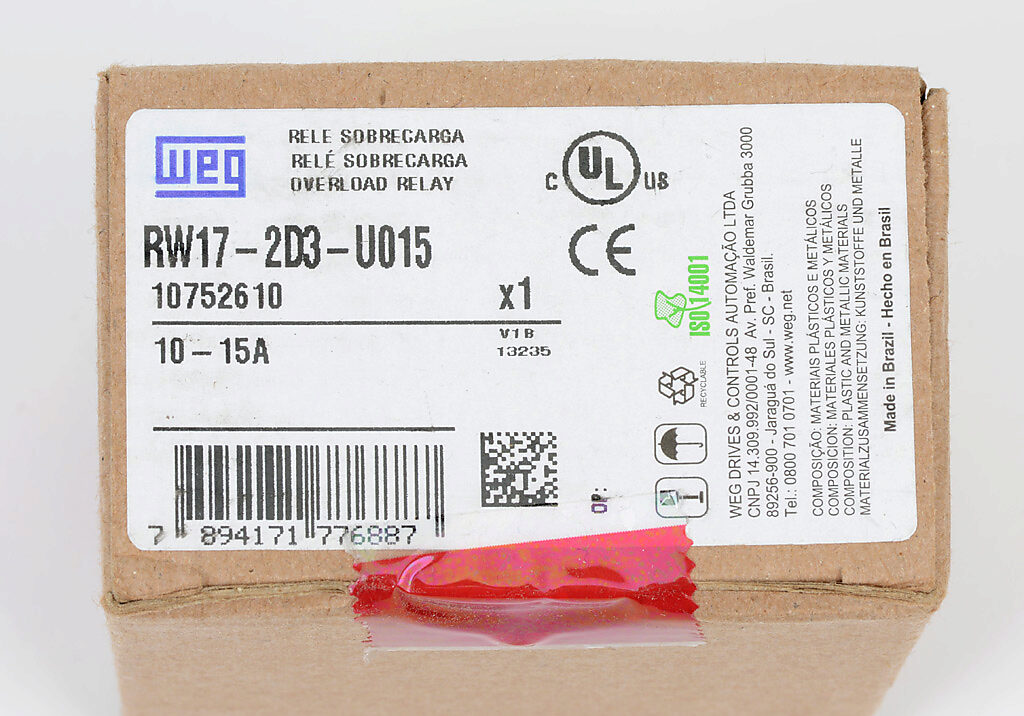 weg
RELE SOBRECARGA
RELÉ SOBRECARGA
OVERLOAD RELAY
C UL US
CE
RW17-2D3-U015
10752610
x1
V1B
13235
10-15A
7 894171 776887
OP:
ISO\14001
RECYCLABLE
WEG DRIVES & CONTROLS AUTOMAÇÃO LTDA
CNPJ 14.309.992/0001-48 Av. Pref. Waldemar Grubba 3000
89256-900 - Jaraguá do Sul - SC - Brasil.
Tel.: 0800 701 0701 - www.weg.net
COMPOSIÇÃO: MATERIAIS PLÁSTICOS E METÁLICOS
COMPOSICION: MATERIALES PLÁSTICOS Y METÁLICOS
COMPOSITION: PLASTIC AND METALLIC MATERIALS
MATERIALZUSAMMENSETZUNG: KUNSTSTOFFE UND METALLE
Made in Brazil - Hecho en Brasil